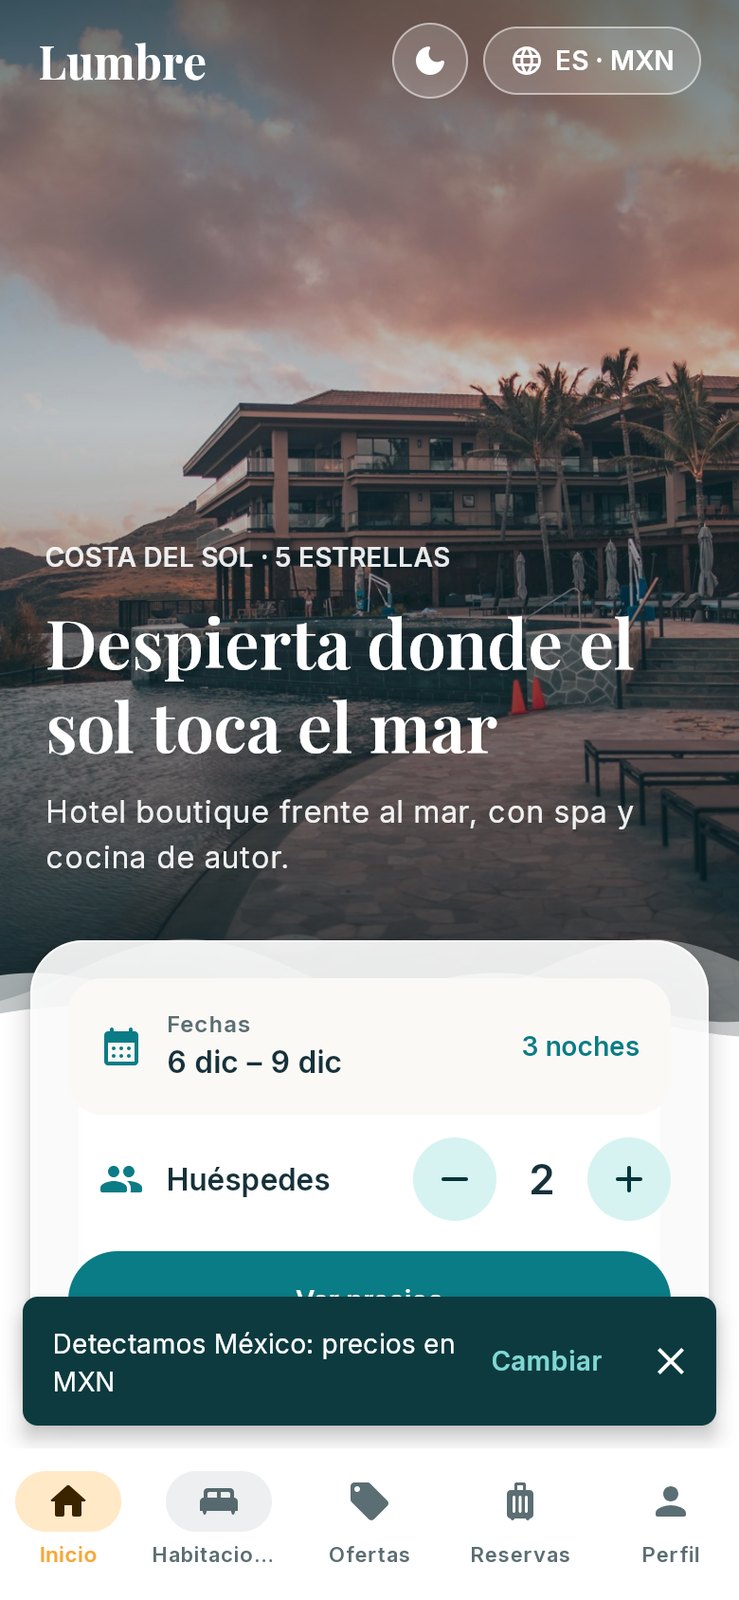 Lumbre
ES · MXN
COSTA DEL SOL · 5 ESTRELLAS
Despierta donde el
sol toca el mar
Hotel boutique frente al mar, con spa y
cocina de autor.
Fechas
6 dic – 9 dic
3 noches
Huéspedes
2
Ver precios
Detectamos México: precios en
MXN
Cambiar
Inicio
Habitacio...
Ofertas
Reservas
Perfil